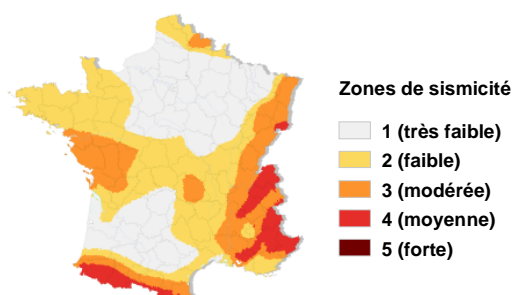 Zones de sismicité
1 (très faible)
2 (faible)
3 (modérée)
4 (moyenne)
5 (forte)